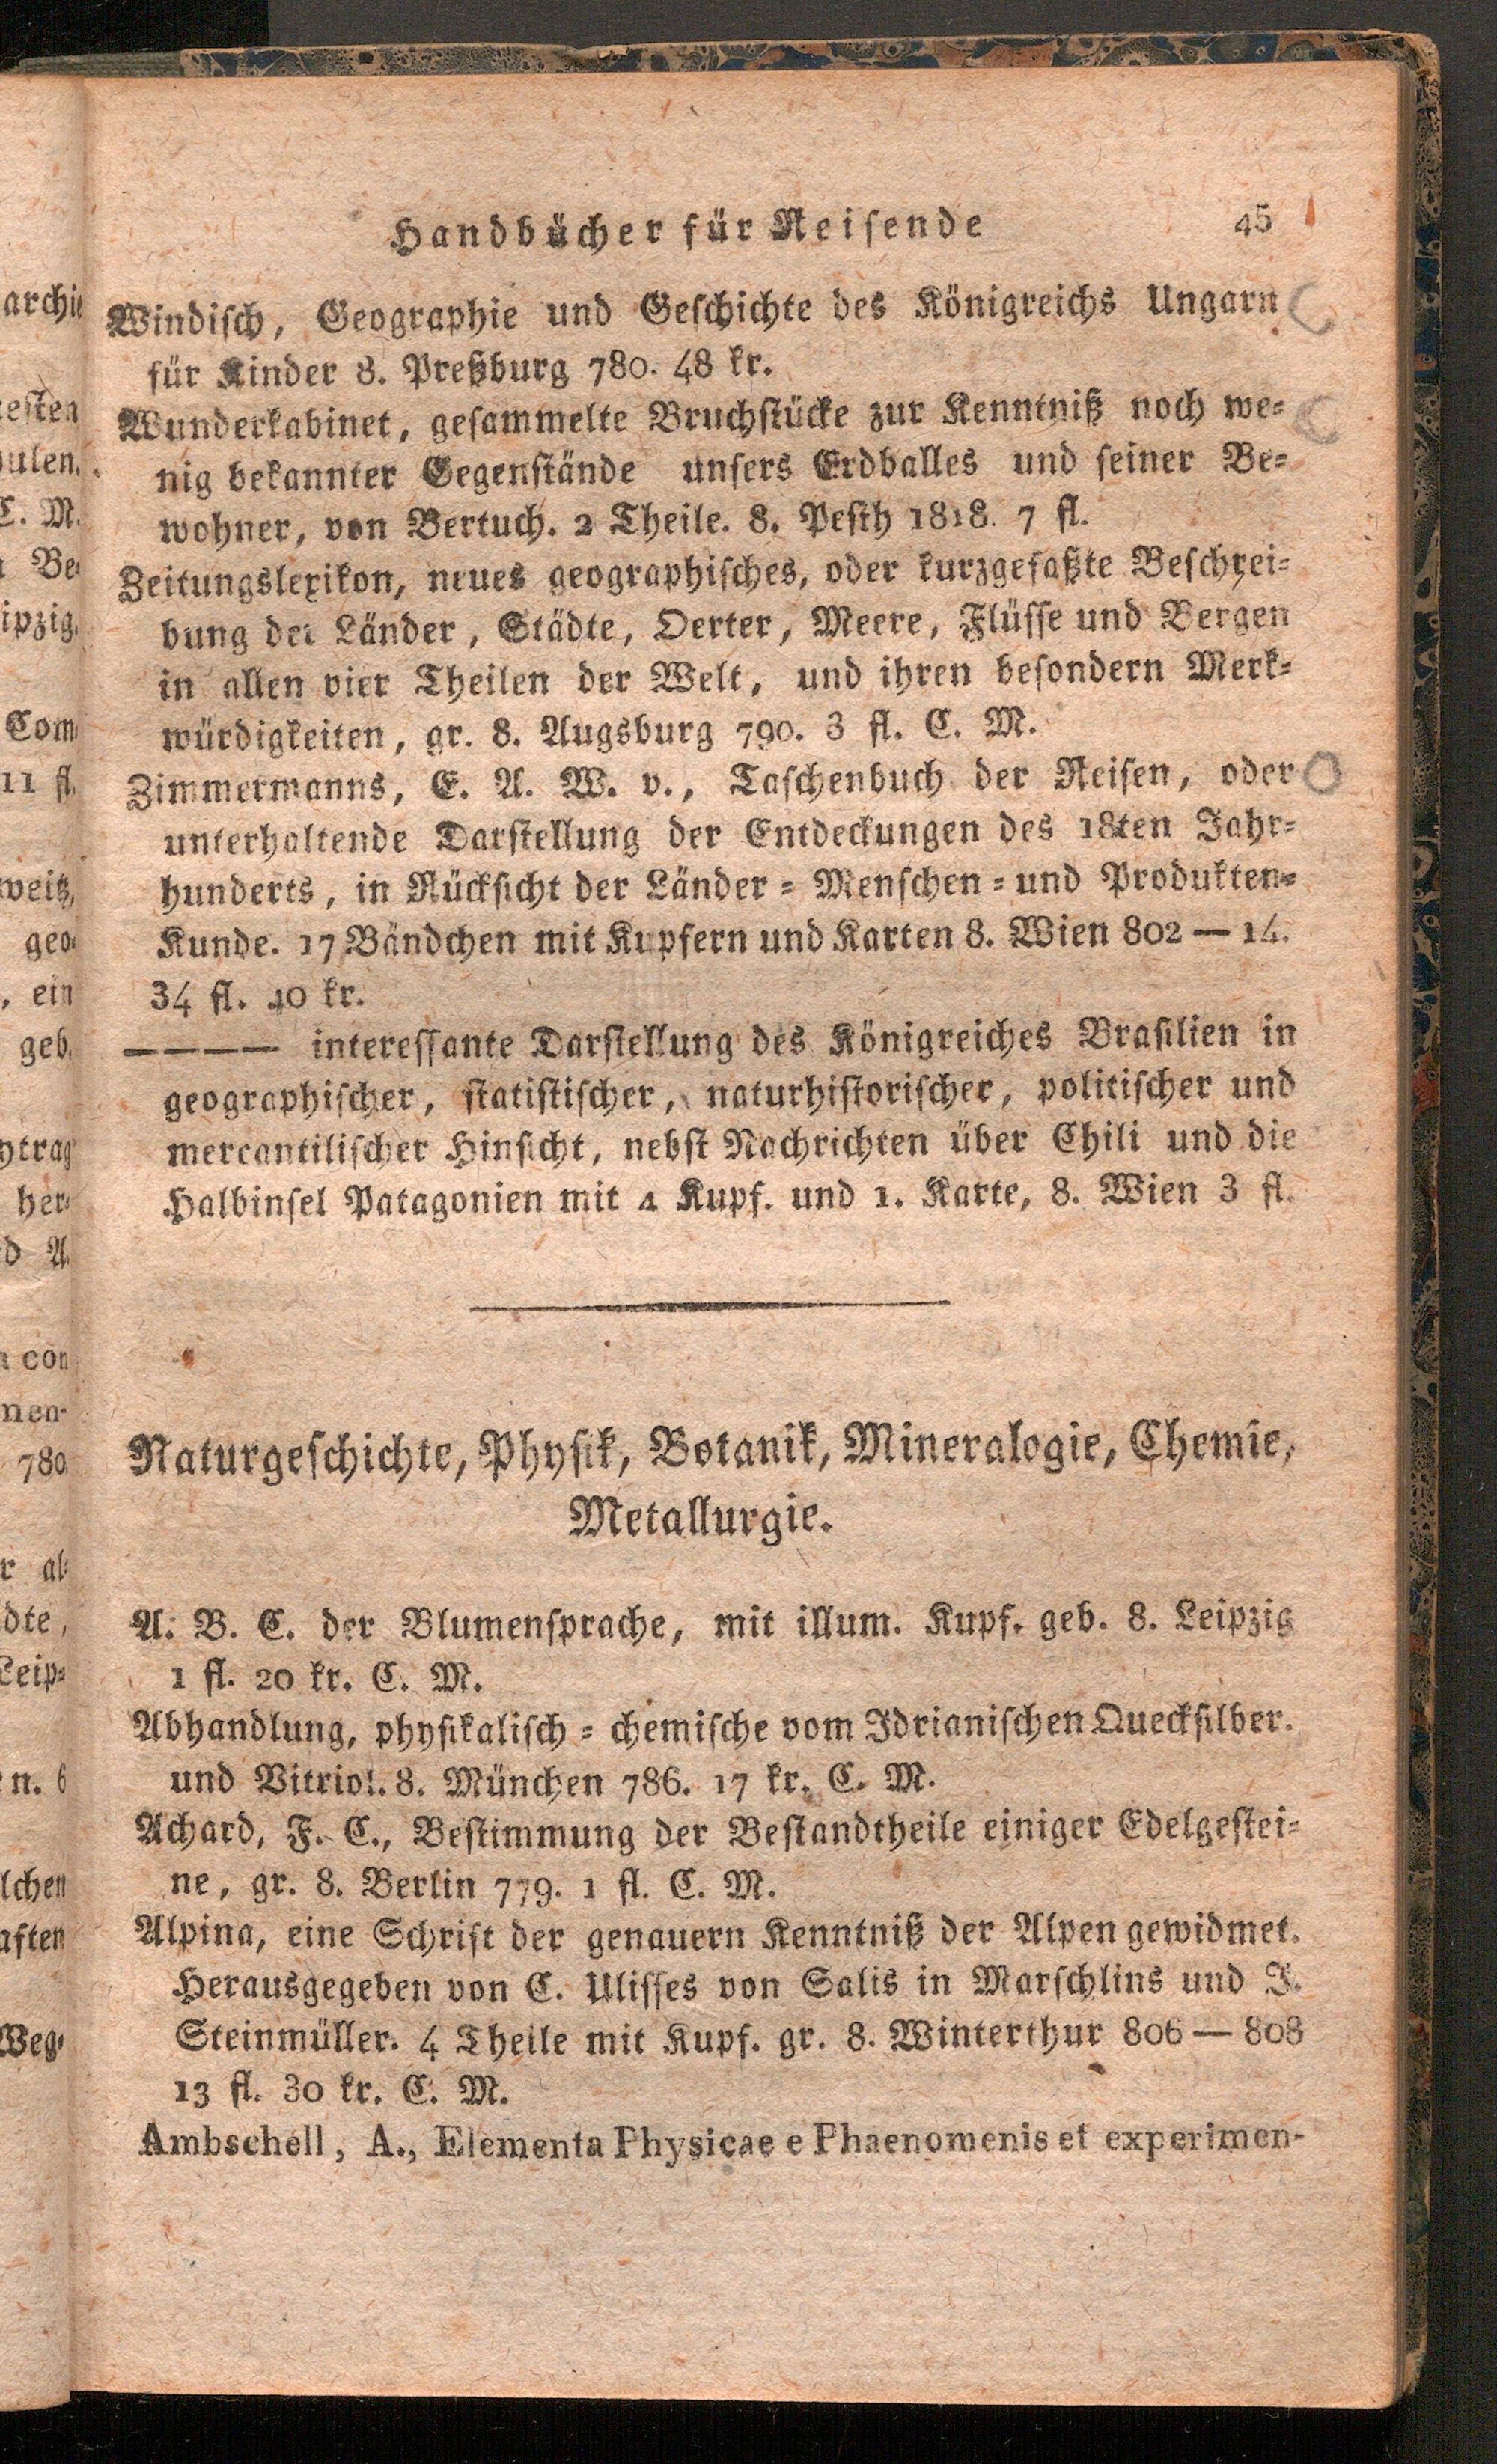 Handbücher für Reisende 45
Windisch, Geographie und Geschichte des Königreichs Ungarn
für Kinder 8. Preßburg 780. 48 kr.
Wunderkabinet, gesammelte Bruchstücke zur Kenntniß noch we-
nig bekannter Gegenstände unsers Erdballes und seiner Be-
wohner, von Bertuch. 2 Theile. 8. Pesth 1818. 7 fl.
Zeitungslexikon, neues geographisches, oder kurzgefaßte Beschrei-
bung der Länder, Städte, Oerter, Meere, Flüsse und Bergen
in allen vier Theilen der Welt, und ihren besondern Merk-
würdigkeiten, gr. 8. Augsburg 790. 3 fl. C. M.
Zimmermanns, E. A. W. v., Taschenbuch der Reisen, oder
unterhaltende Darstellung der Entdeckungen des 18ten Jahr-
hunderts, in Rücksicht der Länder - Menschen - und Produkten-
Kunde. 17 Bändchen mit Kupfern und Karten 8. Wien 802 — 14.
34 fl. 40 kr.
— — — — interessante Darstellung des Königreiches Brasilien in
geographischer, statistischer, naturhistorischer, politischer und
mercantilischer Hinsicht, nebst Nachrichten über Chili und die
Halbinsel Patagonien mit 4 Kupf. und 1. Karte, 8. Wien 3 fl.
Naturgeschichte, Physik, Botanik, Mineralogie, Chemie,
Metallurgie.
A. B. C. der Blumensprache, mit illum. Kupf. geb. 8. Leipzig
1 fl. 20 kr. C. M.
Abhandlung, physikalisch - chemische vom Idrianischen Quecksilber.
und Vitriol. 8. München 786. 17 kr. C. M.
Achard, F. C., Bestimmung der Bestandtheile einiger Edelgestei-
ne, gr. 8. Berlin 779. 1 fl. C. M.
Alpina, eine Schrift der genauern Kenntniß der Alpen gewidmet.
Herausgegeben von C. Ulisses von Salis in Marschlins und J.
Steinmüller. 4 Theile mit Kupf. gr. 8. Winterthur 806 — 808
13 fl. 30 kr. C. M.
Ambschell, A., Elementa Physicae e Phaenomenis et experimen-